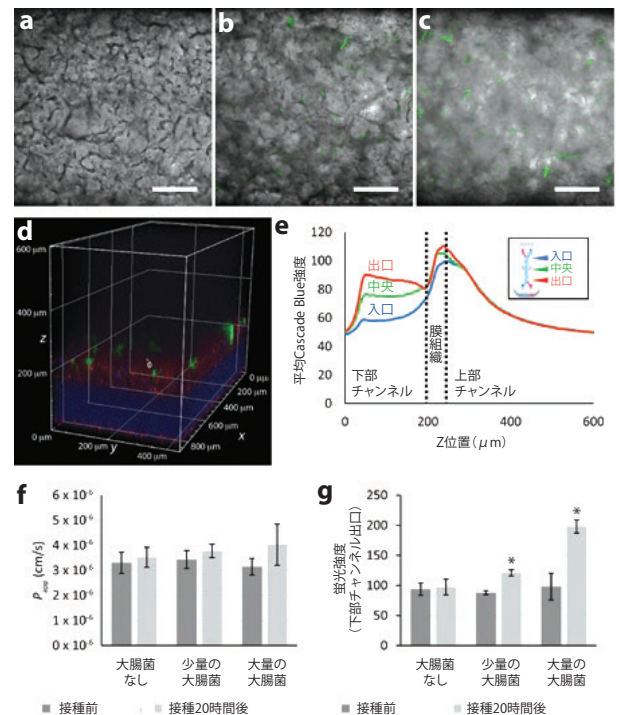 a
b
c
d
600 μm
400 μm
z
200 μm
0 μm
200 μm
y
400 μm
800 μm
600 μm
x
400 μm
200 μm
0 μm
e
平均Cascade Blue強度
120
100
80
60
40
20
0
出口
中央
入口
膜組織
下部
チャンネル
上部
チャンネル
入口
中央
出口
0
200
400
600
Z位置(μm)
f
P app (cm/s)
6 x 10⁻⁶
5 x 10⁻⁶
4 x 10⁻⁶
3 x 10⁻⁶
2 x 10⁻⁶
1 x 10⁻⁶
0 x 10⁻⁶
大腸菌
なし
少量の
大腸菌
大量の
大腸菌
接種前
接種20時間後
g
蛍光強度
(下部チャンネル出口)
250
200
150
100
50
0
*
*
大腸菌
なし
少量の
大腸菌
大量の
大腸菌
接種前
接種20時間後